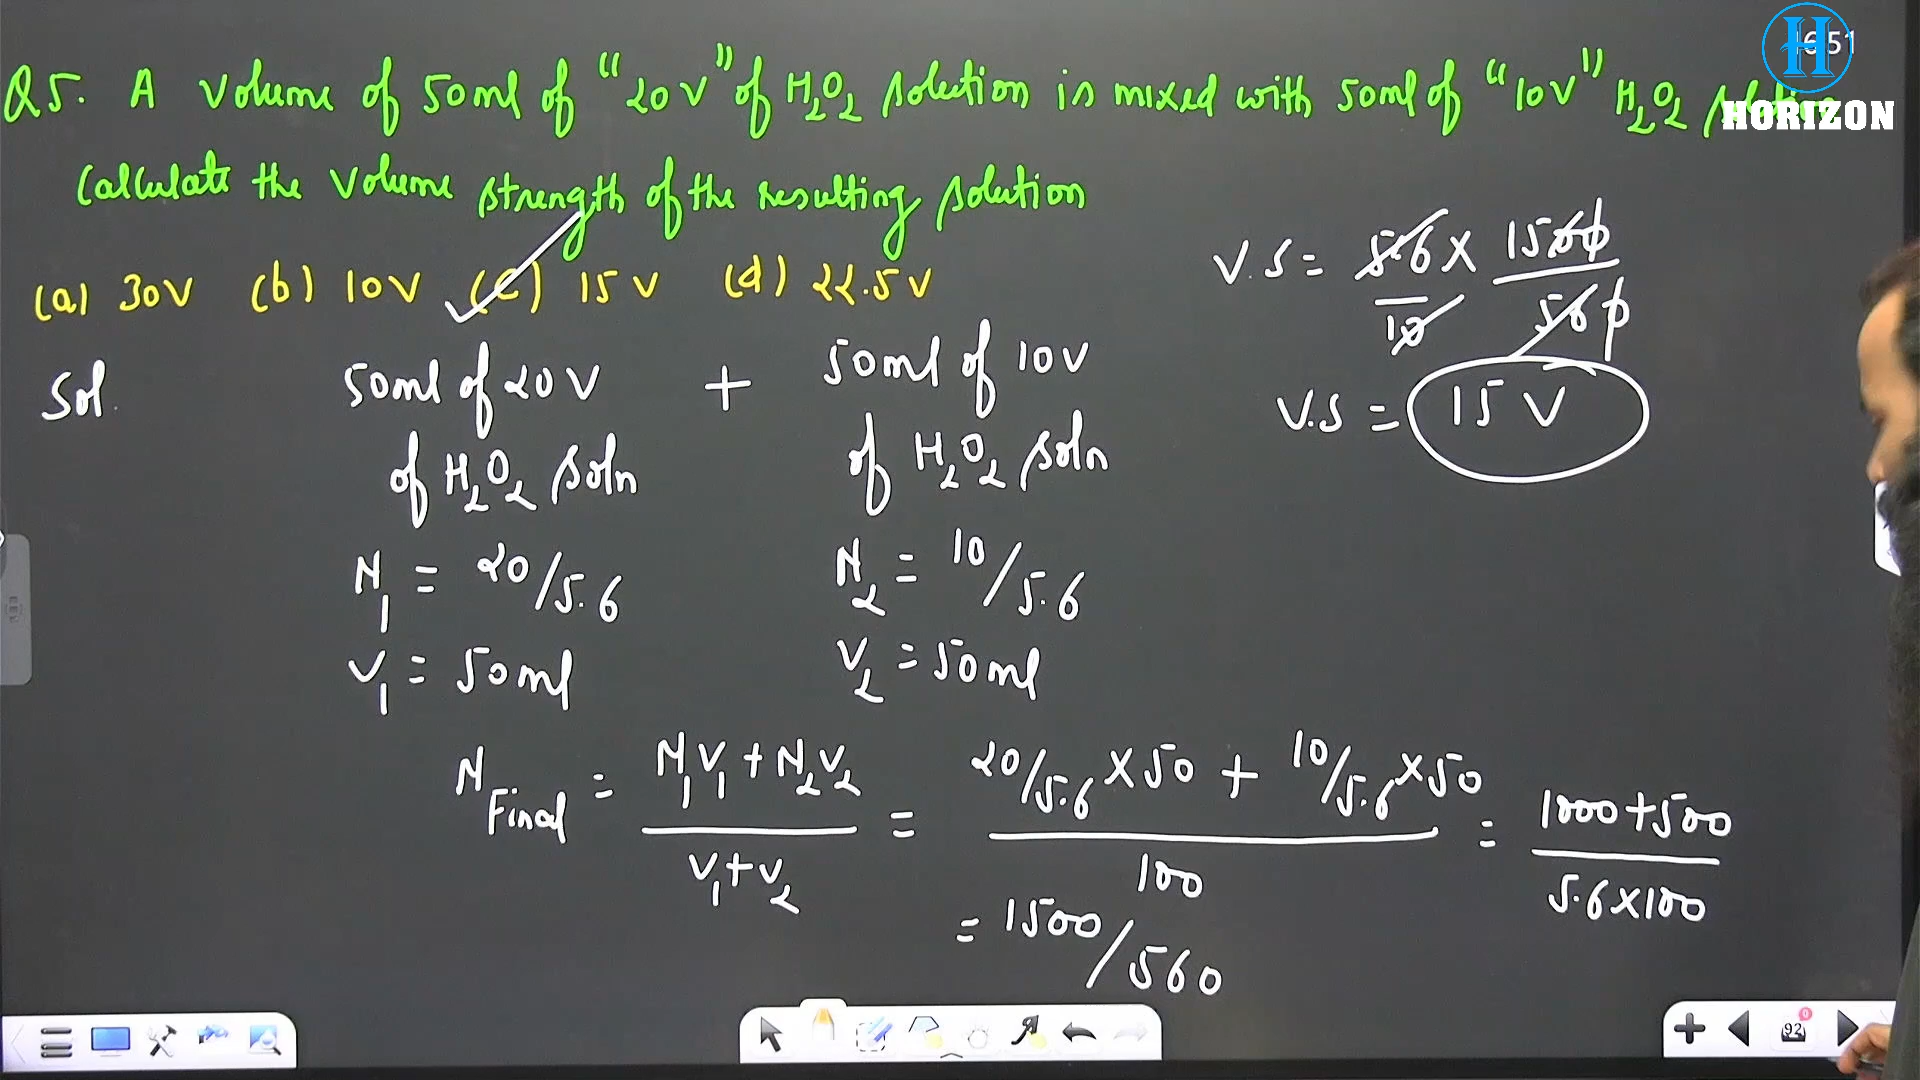 Q5. A volume of 50ml of "20V" of H2O2 solution is mixed with 50ml of "10V" H2O2
Calculate the volume strength of the resulting solution
(a) 30V (b) 10V (c) 15V (d) 22.5V
Sol.
50ml of 20V + 50ml of 10V
of H2O2 soln of H2O2 soln
N1 = 20/5.6 N2 = 10/5.6
V1 = 50ml V2 = 50ml
N Final = N1V1 + N2V2 / V1+V2 = 20/5.6 × 50 + 10/5.6 × 50 / 100 = 1000+500 / 5.6×100
= 1500/560
V.S = 5.6 × 1500 / 560
10
V.S = 15V
H
HORIZON
92
0